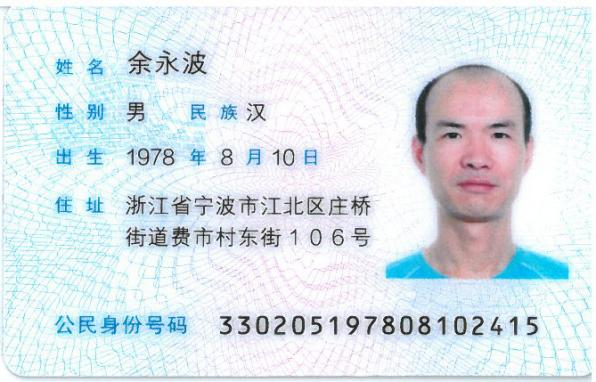 姓名 余永波
性别 男 民族 汉
出生 1978 年 8 月 10 日
住址 浙江省宁波市江北区庄桥
街道费市村东街106号
公民身份号码 330205197808102415